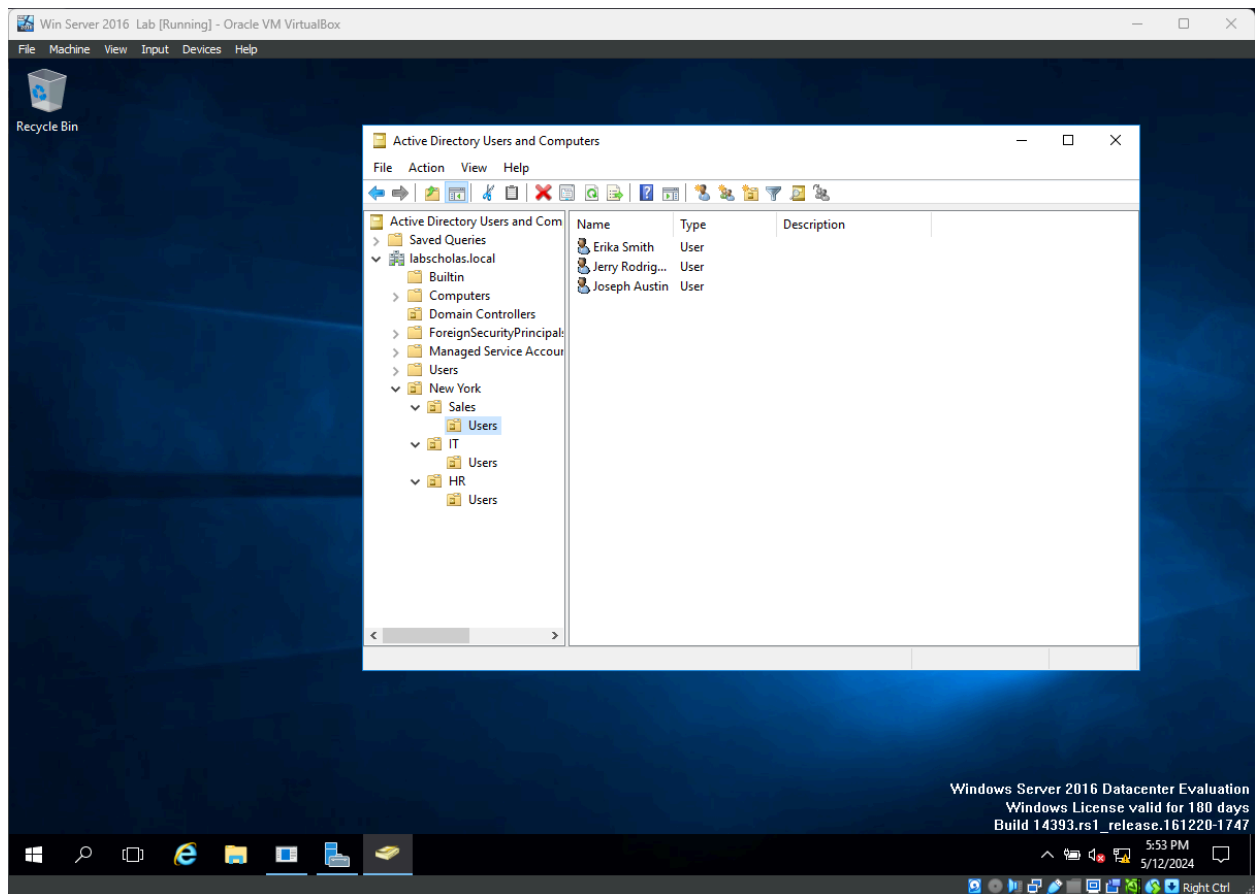 Win Server 2016 Lab [Running] - Oracle VM VirtualBox
File Machine View Input Devices Help
Recycle Bin
Active Directory Users and Computers
File Action View Help
Active Directory Users and Com
Saved Queries
labscholas.local
Builtin
Computers
Domain Controllers
ForeignSecurityPrincipals
Managed Service Accour
Users
New York
Sales
Users
IT
Users
HR
Users
Name Type Description
Erika Smith User
Jerry Rodrig... User
Joseph Austin User
Windows Server 2016 Datacenter Evaluation
Windows License valid for 180 days
Build 14393.rs1_release.161220-1747
5:53 PM
5/12/2024
Right Ctrl